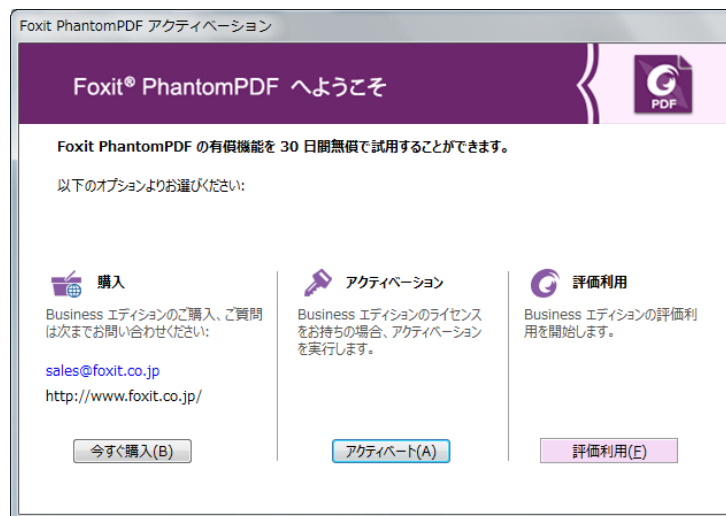 Foxit PhantomPDF アクティベーション
Foxit® PhantomPDF へようこそ
PDF
Foxit PhantomPDF の有償機能を 30 日間無償で試用することができます。
以下のオプションよりお選びください:
購入
Business エディションのご購入、ご質問
は次までお問い合わせください:
sales@foxit.co.jp
http://www.foxit.co.jp/
今すぐ購入(B)
アクティベーション
Business エディションのライセンス
をお持ちの場合、アクティベーション
を実行します。
アクティベート(A)
評価利用
Business エディションの評価利
用を開始します。
評価利用(E)